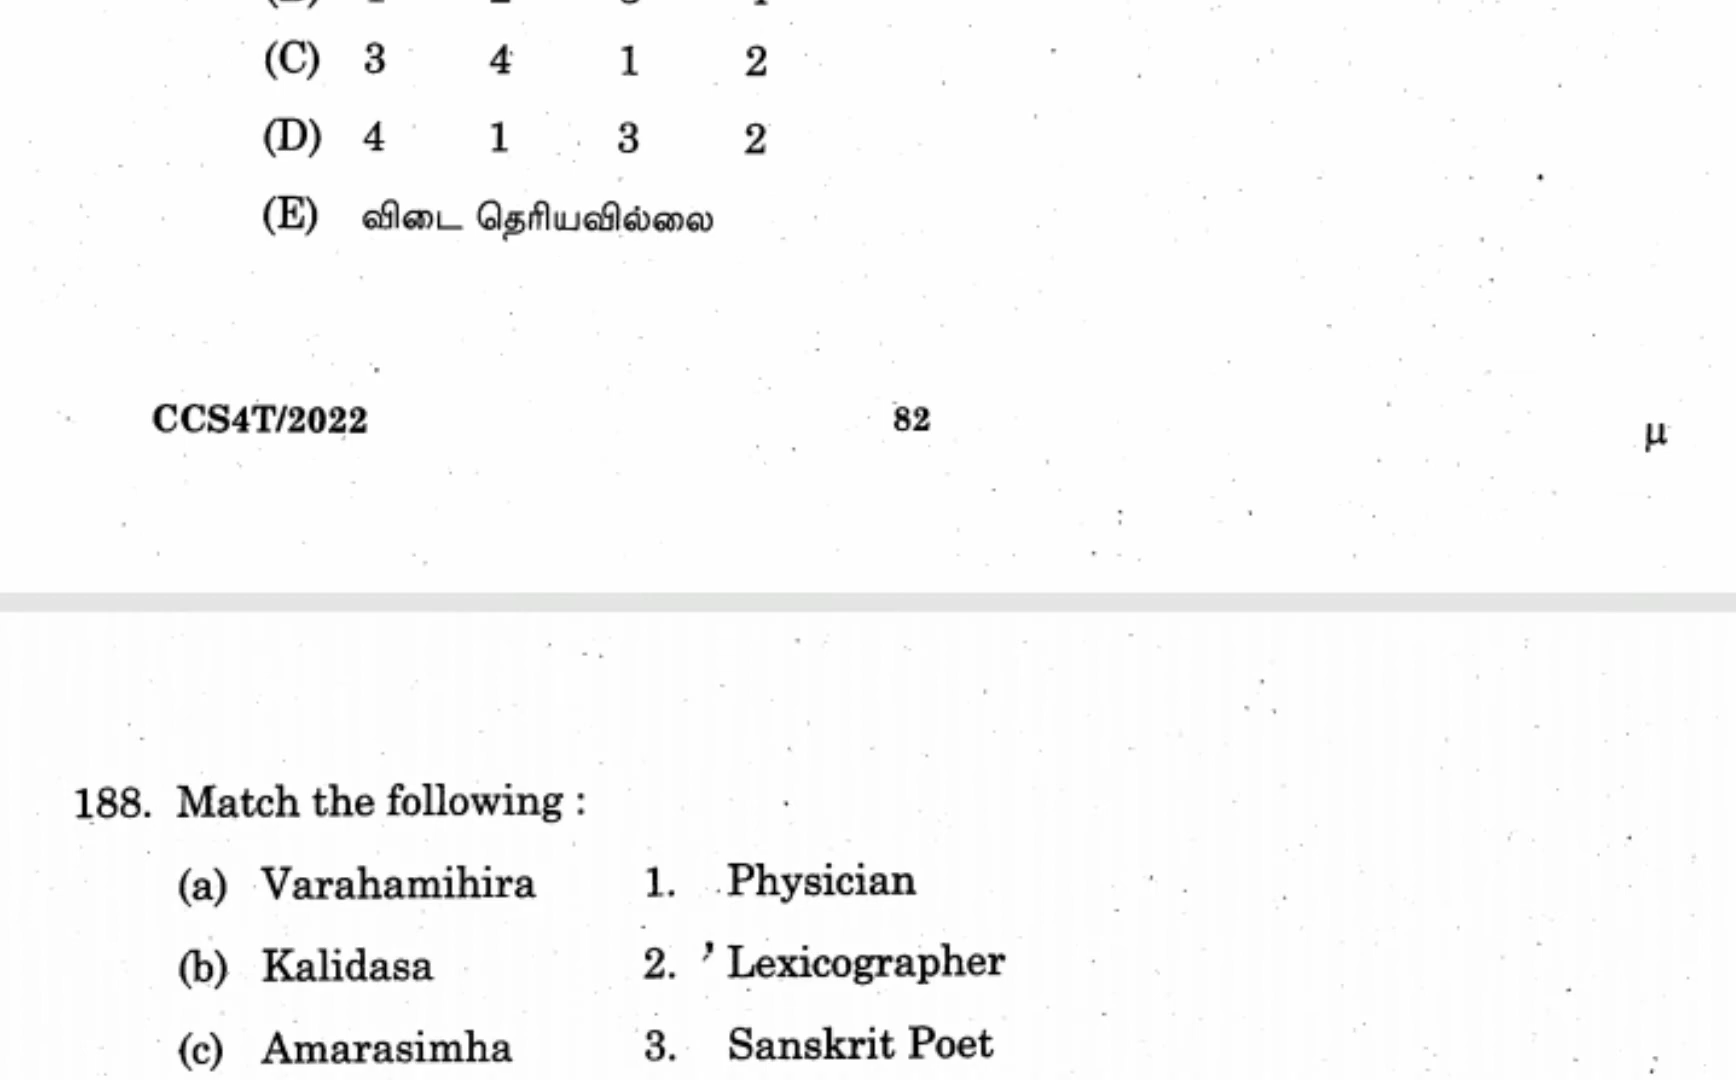 (C) 3 4 1 2
(D) 4 1 3 2
(E) விடை தெரியவில்லை
CCS4T/2022 82 μ
188. Match the following :
(a) Varahamihira 1. Physician
(b) Kalidasa 2. Lexicographer
(c) Amarasimha 3. Sanskrit Poet